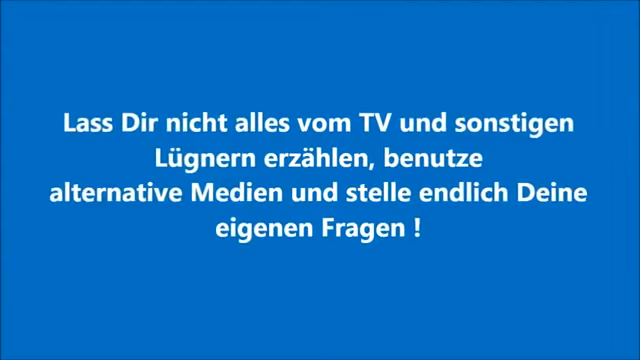 Lass Dir nicht alles vom TV und sonstigen
Lügnern erzählen, benutze
alternative Medien und stelle endlich Deine
eigenen Fragen !